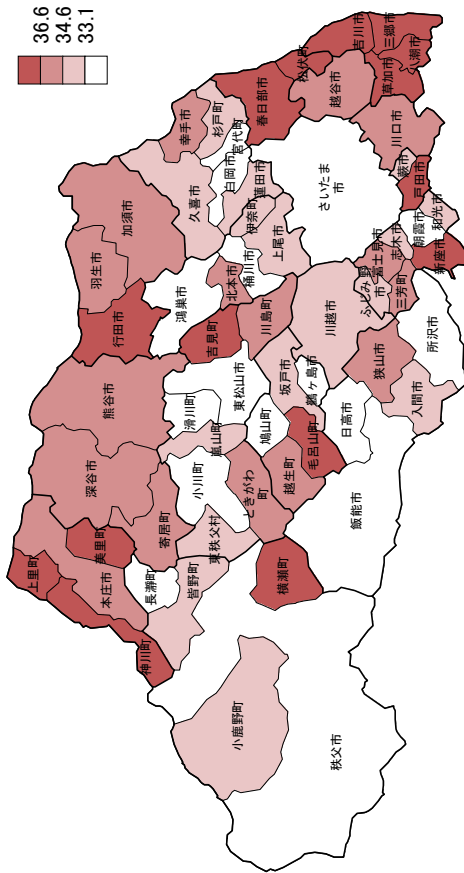 36.6
34.6
33.1
上里町
神川町
本庄市
美里町
深谷市
熊谷市
行田市
羽生市
加須市
久喜市
幸手市
杉戸町
宮代町
白岡市
春日部市
蓮田市
伊奈町
上尾市
桶川市
北本市
鴻巣市
吉見町
川島町
東松山市
滑川町
嵐山町
小川町
寄居町
長瀞町
皆野町
東秩父村
ときがわ
町
鳩山町
越生町
毛呂山町
坂戸市
鶴ヶ島市
日高市
飯能市
横瀬町
小鹿野町
秩父市
川越市
狭山市
入間市
所沢市
ふじみ野
市
三芳町
富士見市
志木市
新座市
朝霞市
和光市
さいたま
市
戸田市
蕨市
川口市
越谷市
草加市
八潮市
三郷市
吉川市
松伏町